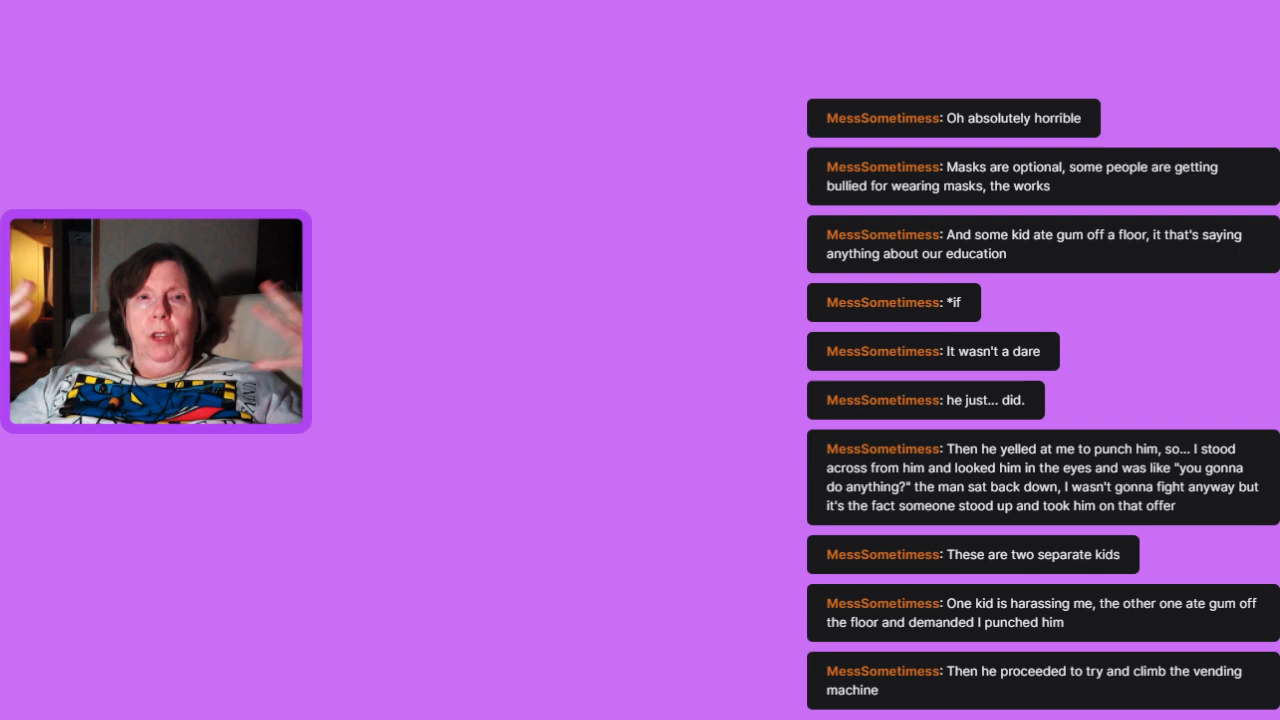 MessSometimess: Oh absolutely horrible
MessSometimess: Masks are optional, some people are getting
bullied for wearing masks, the works
MessSometimess: And some kid ate gum off a floor, it that's saying
anything about our education
MessSometimess: *if
MessSometimess: It wasn't a dare
MessSometimess: he just... did.
MessSometimess: Then he yelled at me to punch him, so... I stood
across from him and looked him in the eyes and was like "you gonna
do anything?" the man sat back down, I wasn't gonna fight anyway but
it's the fact someone stood up and took him on that offer
MessSometimess: These are two separate kids
MessSometimess: One kid is harassing me, the other one ate gum off
the floor and demanded I punched him
MessSometimess: Then he proceeded to try and climb the vending
machine